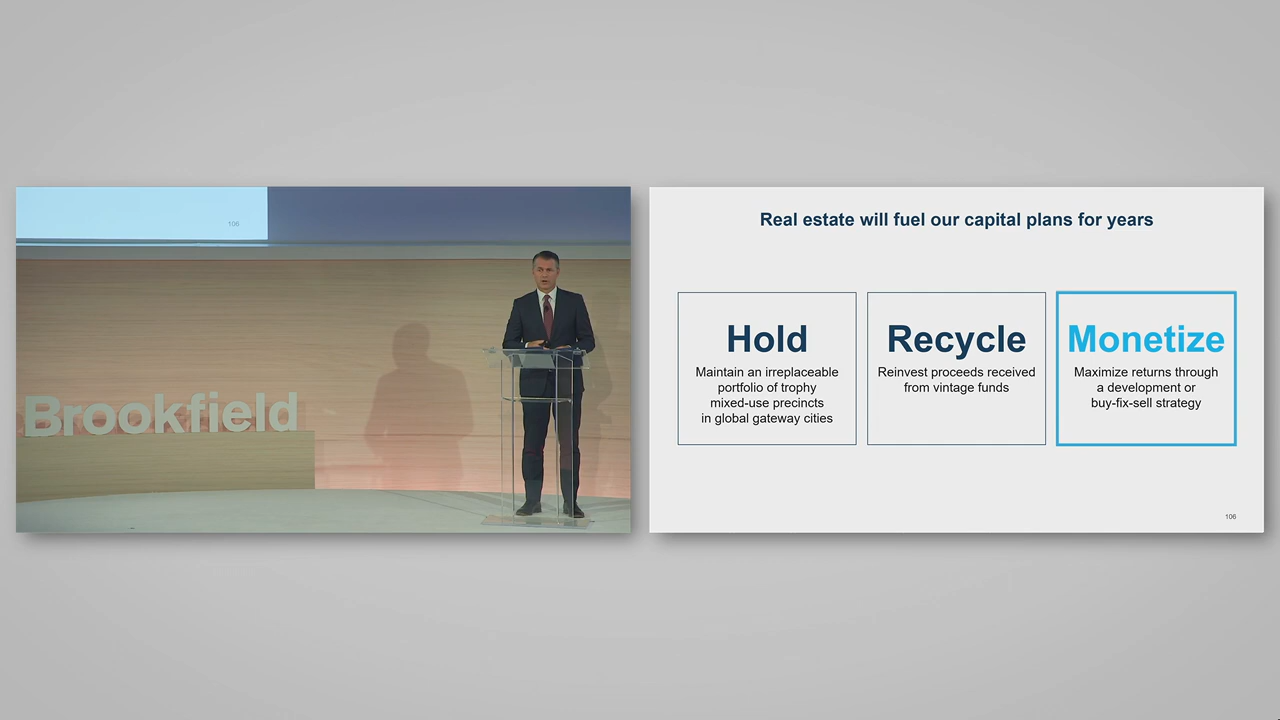 106
Brookfield
Real estate will fuel our capital plans for years
Hold
Maintain an irreplaceable
portfolio of trophy
mixed-use precincts
in global gateway cities
Recycle
Reinvest proceeds received
from vintage funds
Monetize
Maximize returns through
a development or
buy-fix-sell strategy
106